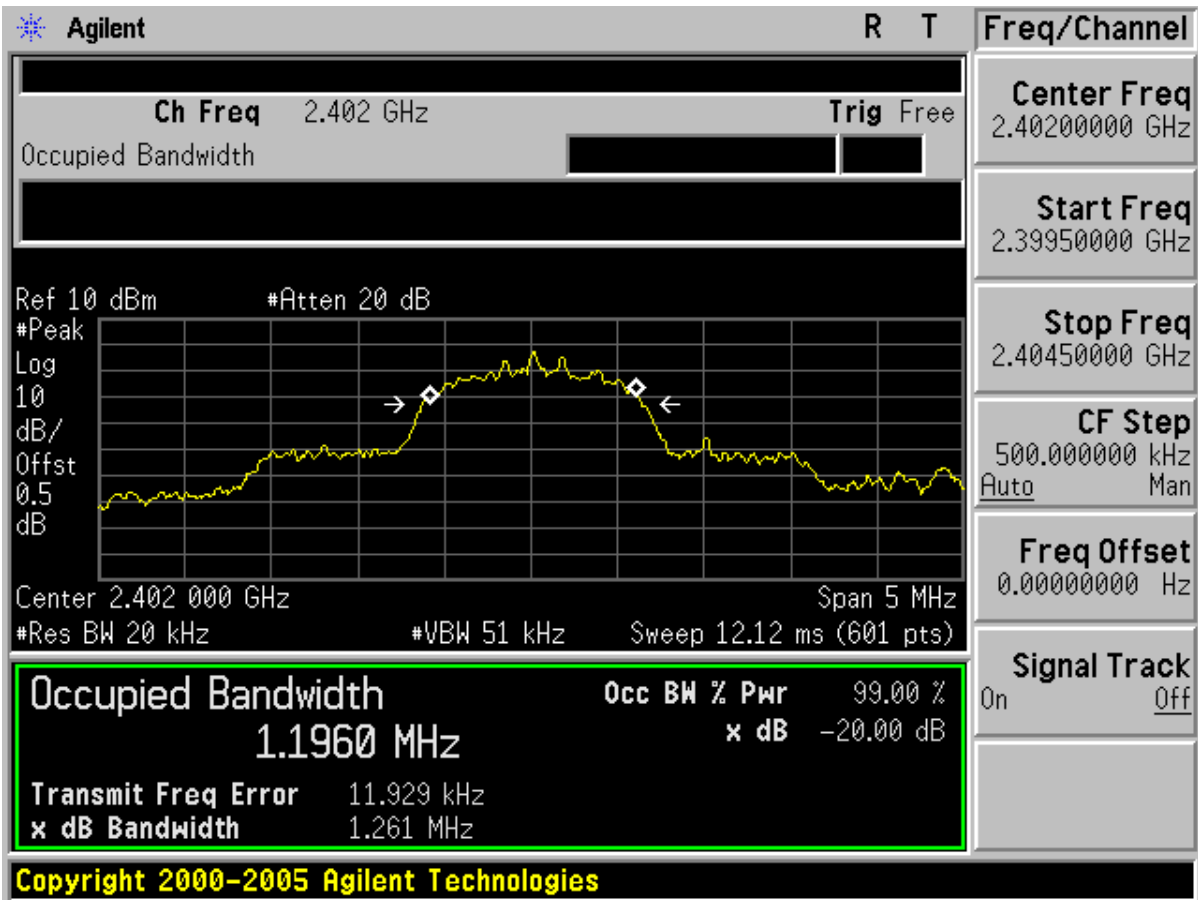 Agilent R T
Ch Freq 2.402 GHz Trig Free
Occupied Bandwidth
Ref 10 dBm #Atten 20 dB
#Peak
Log
10
dB/
Offst
0.5
dB
Center 2.402 000 GHz Span 5 MHz
#Res BW 20 kHz #VBW 51 kHz Sweep 12.12 ms (601 pts)
Occupied Bandwidth Occ BW % Pwr 99.00 %
1.1960 MHz x dB -20.00 dB
Transmit Freq Error 11.929 kHz
x dB Bandwidth 1.261 MHz
Copyright 2000-2005 Agilent Technologies
Freq/Channel
Center Freq
2.40200000 GHz
Start Freq
2.39950000 GHz
Stop Freq
2.40450000 GHz
CF Step
500.000000 kHz
Auto Man
Freq Offset
0.00000000 Hz
Signal Track
On Off